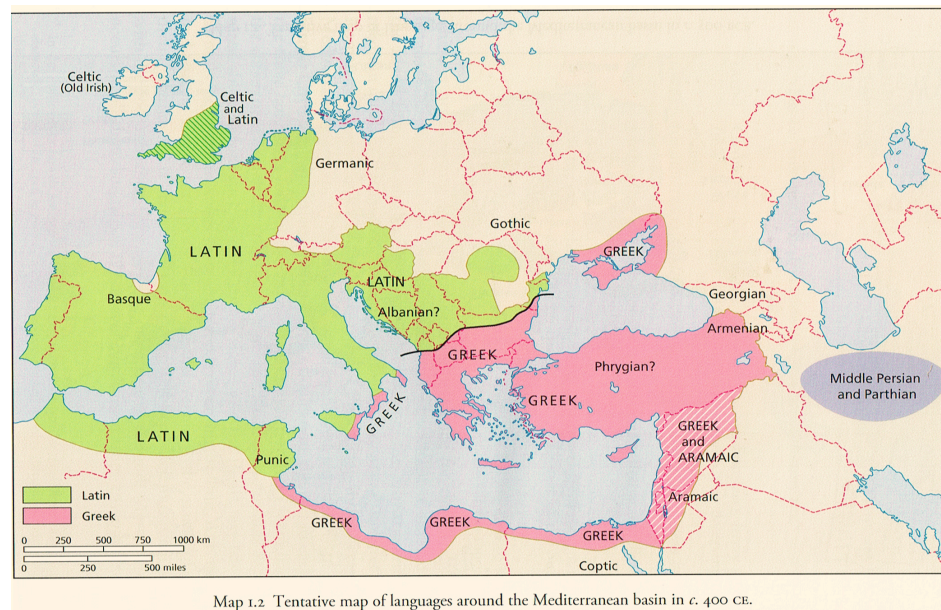 Celtic
(Old Irish)
Celtic
and
Latin
Germanic
Gothic
LATIN
GREEK
LATIN
Basque
Albanian?
Georgian
Armenian
GREEK
Phrygian?
GREEK
GREEK
Middle Persian
and Parthian
LATIN
GREEK
and
ARAMAIC
Punic
Aramaic
Latin
Greek
GREEK
GREEK
GREEK
0 250 500 750 1000 km
0 250 500 miles
Coptic
Map 1.2 Tentative map of languages around the Mediterranean basin in c. 400 CE.